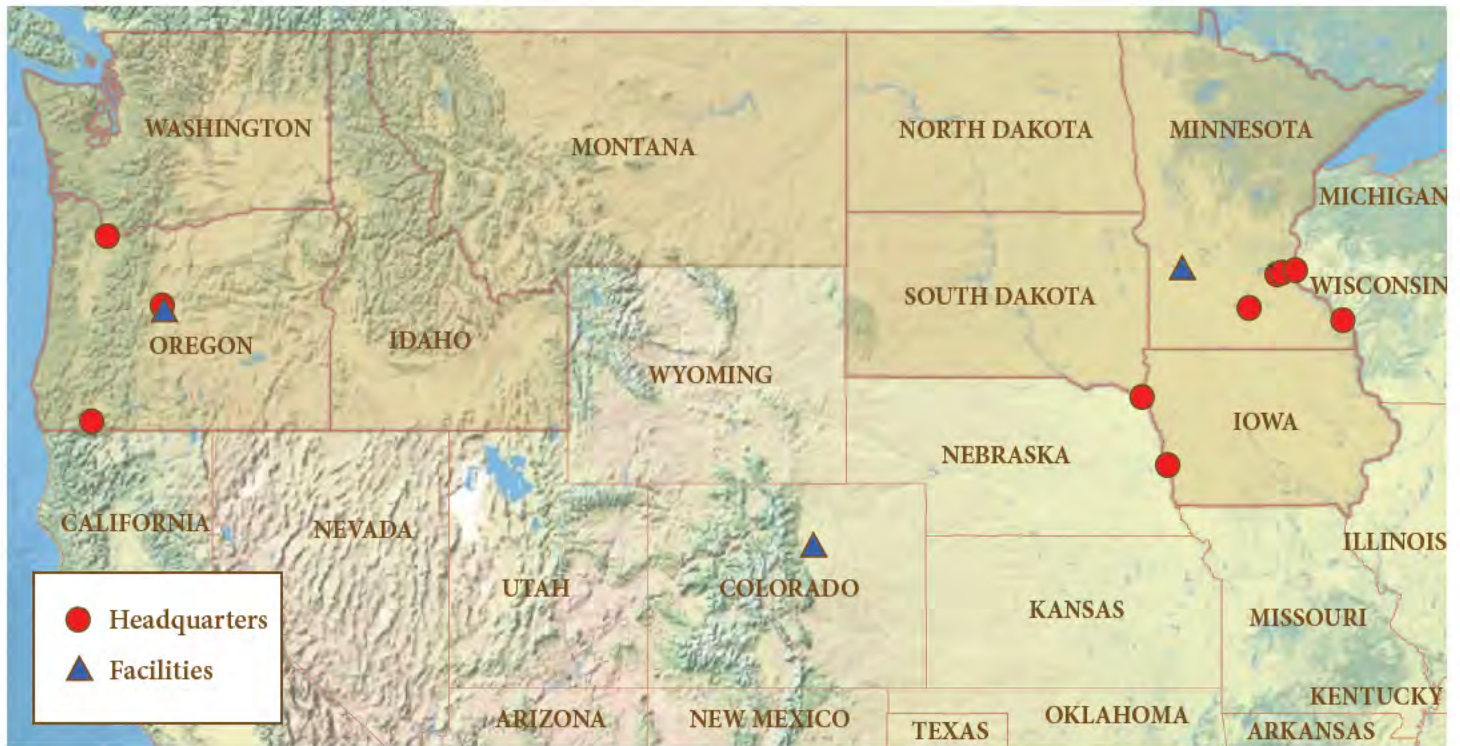 WASHINGTON
MONTANA
NORTH DAKOTA
MINNESOTA
MICHIGAN
WISCONSIN
SOUTH DAKOTA
OREGON
IDAHO
WYOMING
IOWA
NEBRASKA
CALIFORNIA
NEVADA
ILLINOIS
UTAH
COLORADO
KANSAS
MISSOURI
Headquarters
Facilities
KENTUCKY
ARIZONA
NEW MEXICO
OKLAHOMA
TEXAS
ARKANSAS